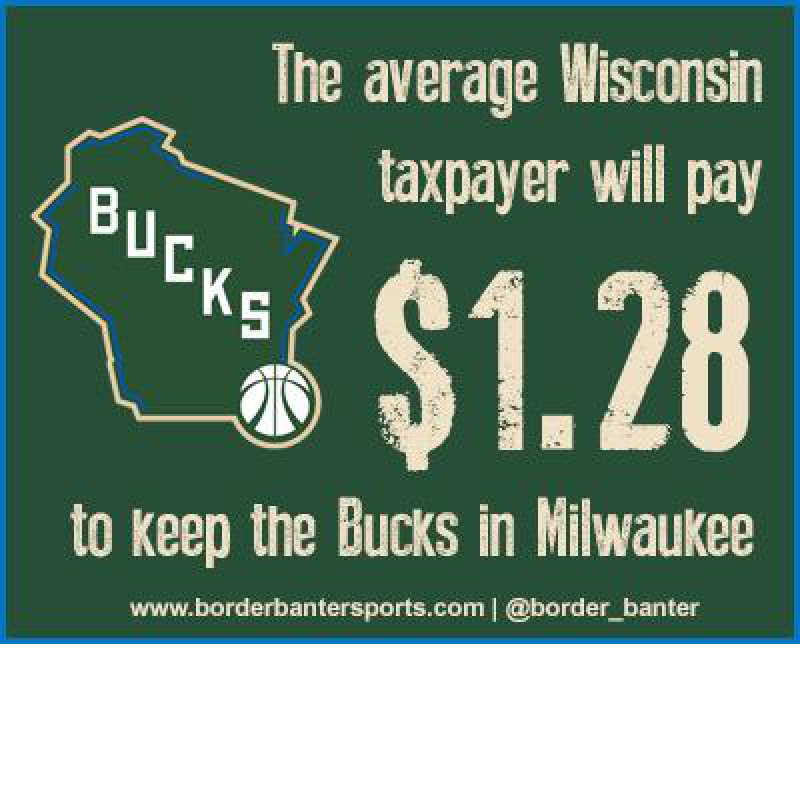 The average Wisconsin
taxpayer will pay
BUCKS
$1.28
to keep the Bucks in Milwaukee
www.borderbantersports.com | @border_banter